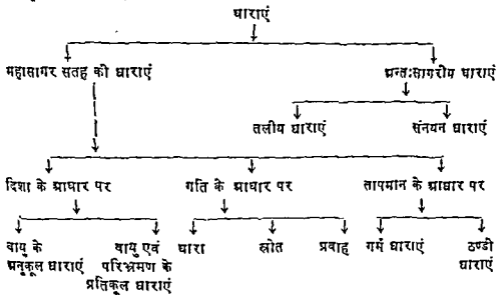 धाराएं
महासागर सतह की धाराएं अन्तःसागरीय धाराएं
तलीय धाराएं संनयन धाराएं
दिशा के आधार पर गति के आधार पर तापमान के आधार पर
वायु के वायु एवं धारा स्रोत प्रवाह गर्म धाराएं ठण्डी
अनुकूल धाराएं परिभ्रमण के धाराएं
प्रतिकूल धाराएं